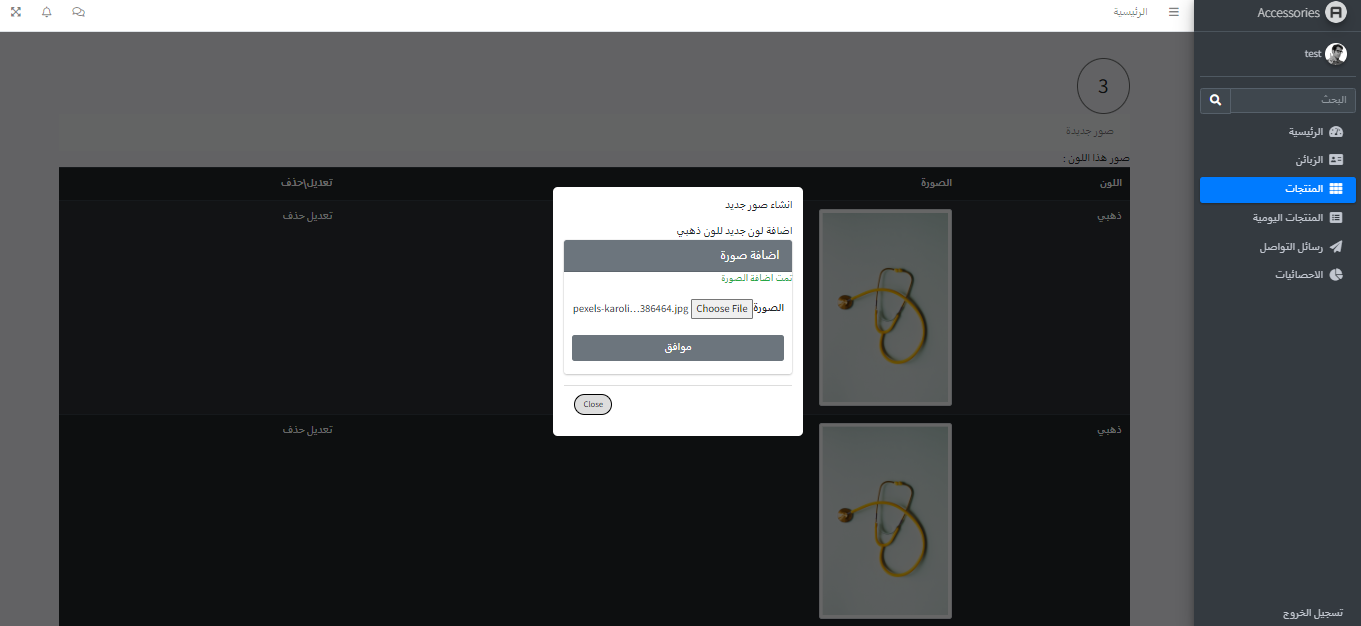 Accessories
الرئيسية
test
البحث
الرئيسية
الزبائن
المنتجات
المنتجات اليومية
رسائل التواصل
الاحصائيات
تسجيل الخروج
3
صور جديدة
صور هذا اللون :
اللون الصورة تعديل\حذف
ذهبي تعديل حذف
ذهبي تعديل حذف
انشاء صور جديد
اضافة لون جديد للون ذهبي
اضافة صورة
تمت اضافة الصورة
الصورة Choose File pexels-karoli...386464.jpg
موافق
Close